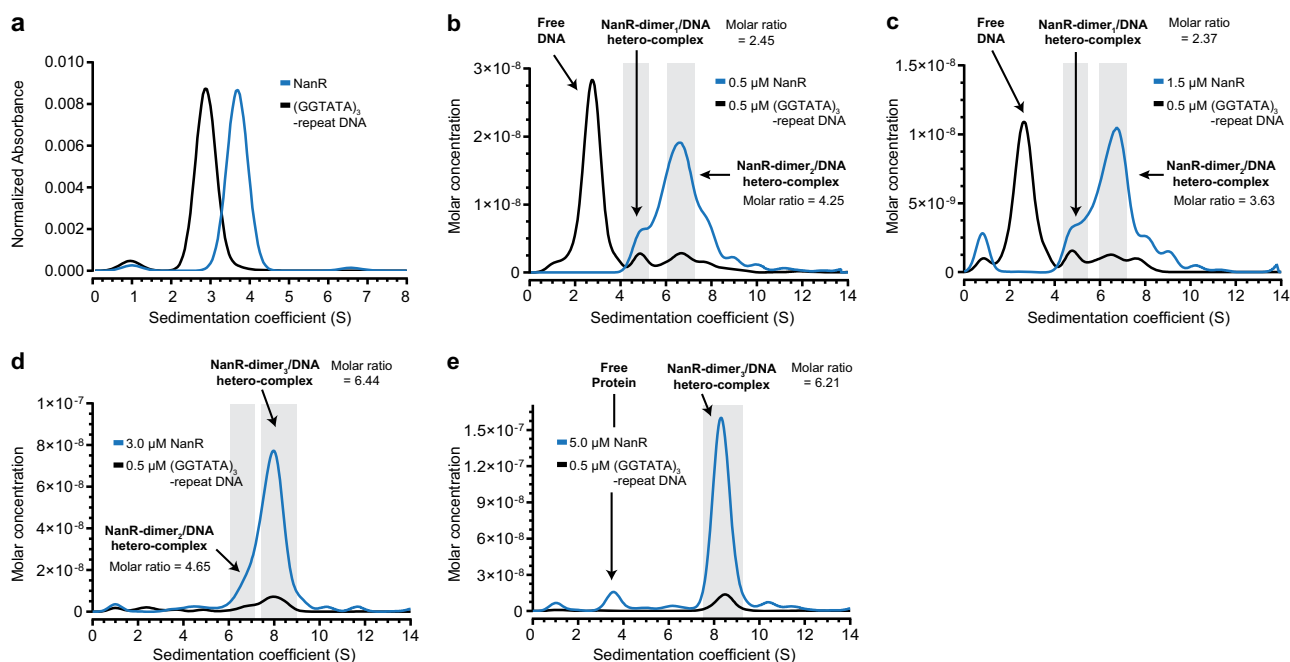 a
NanR
(GGTATA)3
-repeat DNA
Normalized Absorbance
0.010
0.008
0.006
0.004
0.002
0.000
0 1 2 3 4 5 6 7 8
Sedimentation coefficient (S)
b
Free
DNA
NanR-dimer1/DNA
hetero-complex
Molar ratio
= 2.45
0.5 µM NanR
0.5 µM (GGTATA)3
-repeat DNA
NanR-dimer2/DNA
hetero-complex
Molar ratio = 4.25
Molar concentration
3×10-8
2×10-8
1×10-8
0
0 2 4 6 8 10 12 14
Sedimentation coefficient (S)
c
Free
DNA
NanR-dimer1/DNA
hetero-complex
Molar ratio
= 2.37
1.5 µM NanR
0.5 µM (GGTATA)3
-repeat DNA
NanR-dimer2/DNA
hetero-complex
Molar ratio = 3.63
Molar concentration
1.5×10-8
1×10-8
5×10-9
0
0 2 4 6 8 10 12 14
Sedimentation coefficient (S)
d
NanR-dimer3/DNA
hetero-complex
Molar ratio
= 6.44
3.0 µM NanR
0.5 µM (GGTATA)3
-repeat DNA
NanR-dimer2/DNA
hetero-complex
Molar ratio = 4.65
Molar concentration
1×10-7
8×10-8
6×10-8
4×10-8
2×10-8
0
0 2 4 6 8 10 12 14
Sedimentation coefficient (S)
e
Free
Protein
NanR-dimer3/DNA
hetero-complex
Molar ratio
= 6.21
5.0 µM NanR
0.5 µM (GGTATA)3
-repeat DNA
Molar concentration
1.5×10-7
1.2×10-7
9×10-8
6×10-8
3×10-8
0
0 2 4 6 8 10 12 14
Sedimentation coefficient (S)